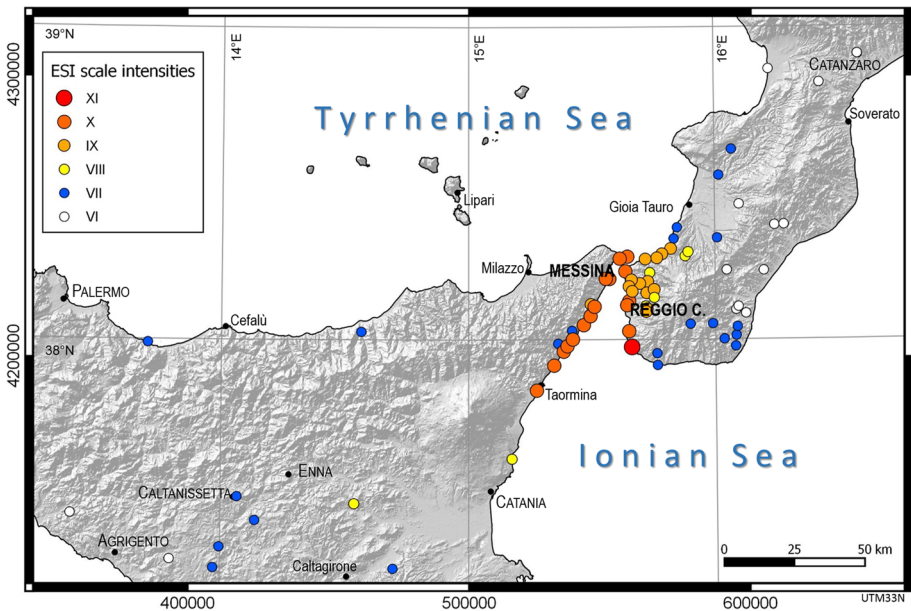 39°N
14°E
15°E
16°E
4300000
4200000
ESI scale intensities
XI
X
IX
VIII
VII
VI
Tyrrhenian Sea
CATANZARO
Soverato
Lipari
Gioia Tauro
Milazzo
MESSINA
PALERMO
Cefalù
REGGIO C.
38°N
Taormina
Ionian Sea
ENNA
CALTANISSETTA
CATANIA
AGRIGENTO
Caltagirone
0 25 50 km
400000 500000 600000
UTM33N